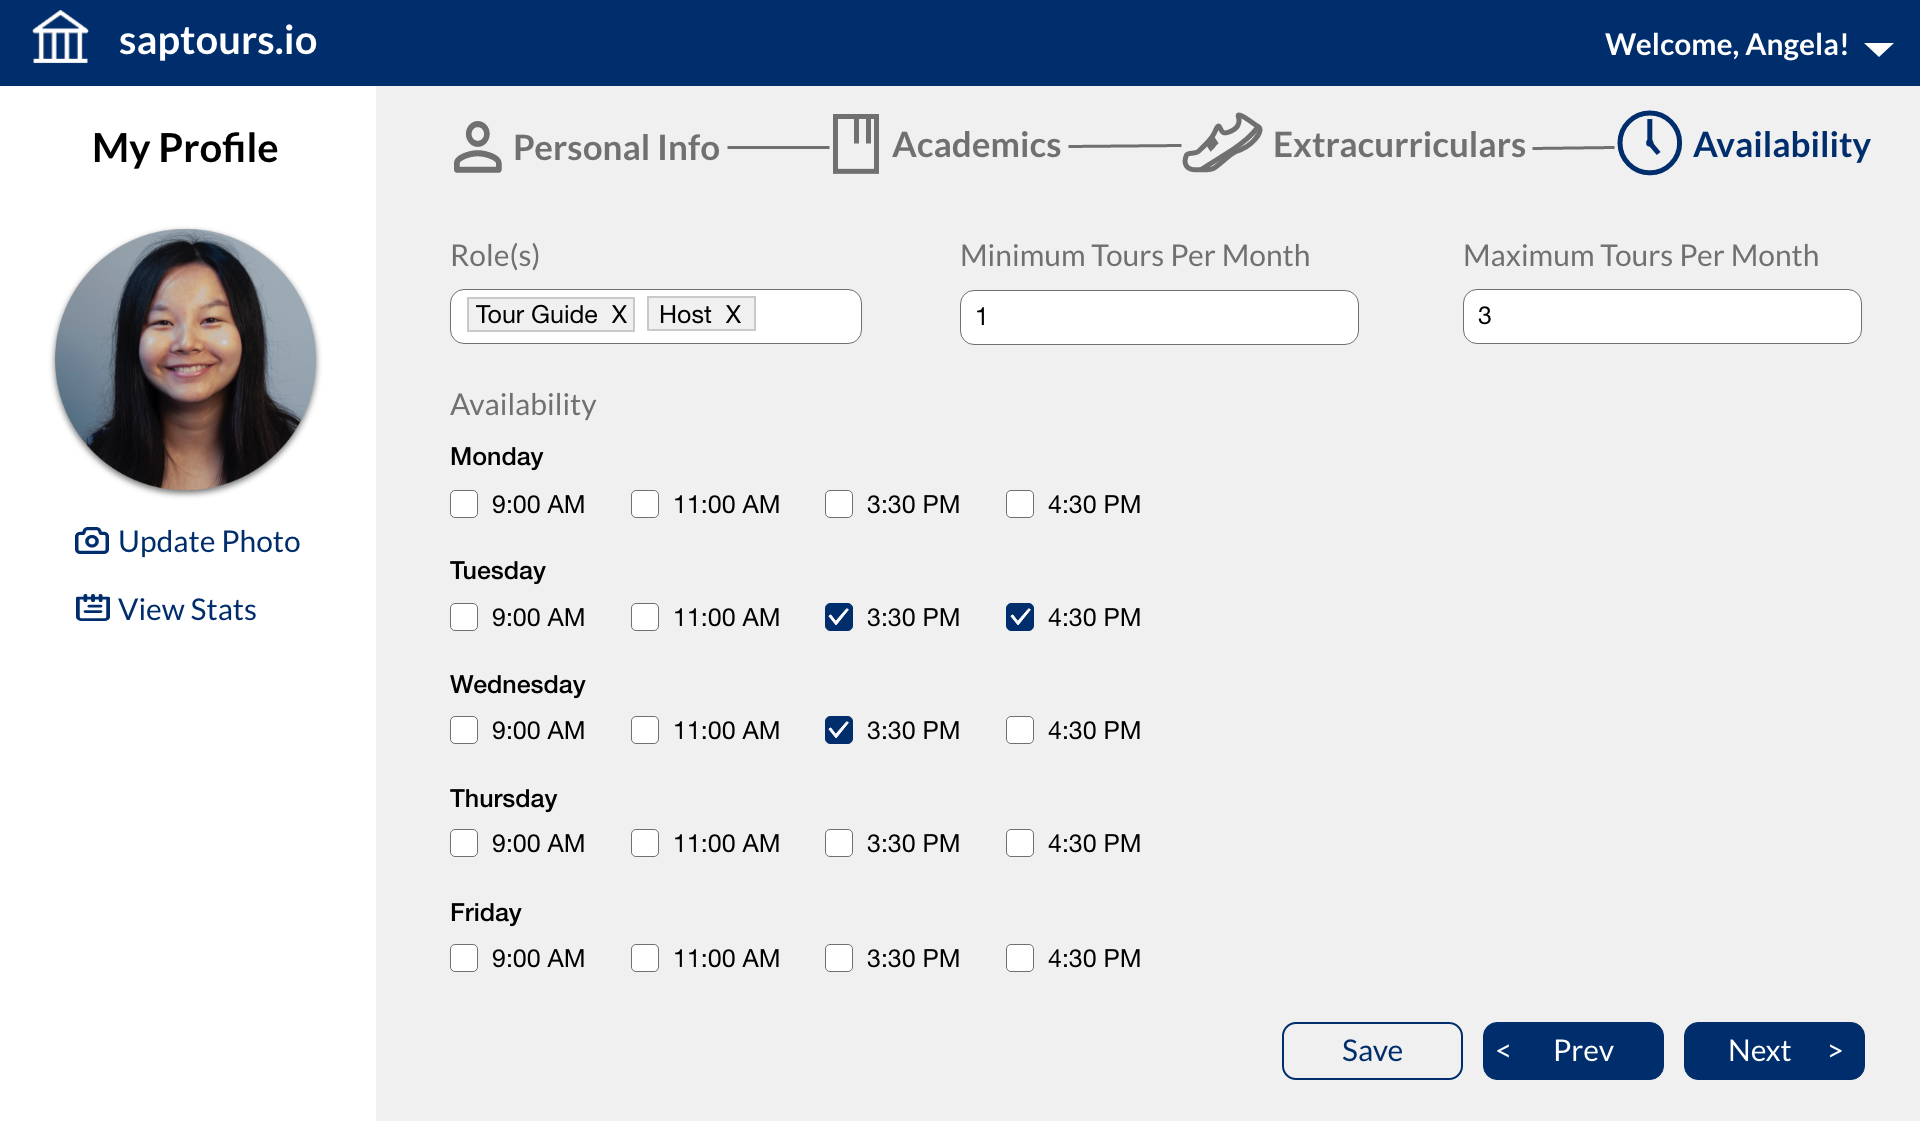 saptours.io
Welcome, Angela!
My Profile
Update Photo
View Stats
Personal Info
Academics
Extracurriculars
Availability
Role(s)
Minimum Tours Per Month
Maximum Tours Per Month
Tour Guide X
Host X
1
3
Availability
Monday
9:00 AM 11:00 AM 3:30 PM 4:30 PM
Tuesday
9:00 AM 11:00 AM 3:30 PM 4:30 PM
Wednesday
9:00 AM 11:00 AM 3:30 PM 4:30 PM
Thursday
9:00 AM 11:00 AM 3:30 PM 4:30 PM
Friday
9:00 AM 11:00 AM 3:30 PM 4:30 PM
Save
< Prev
Next >